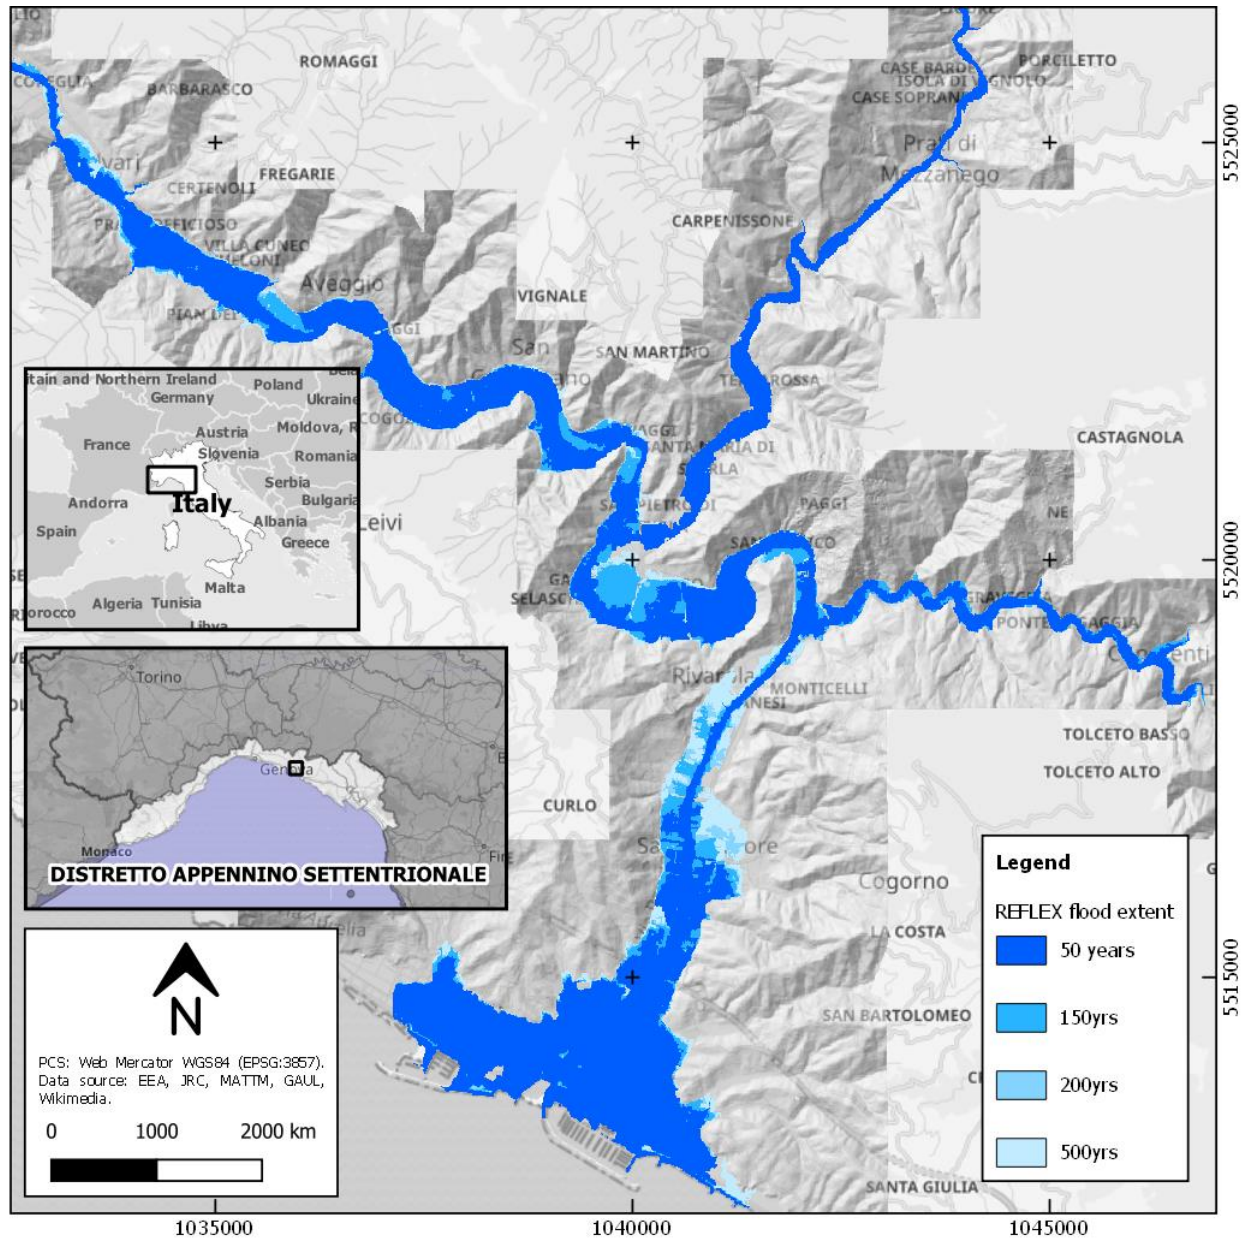 ROMAGGI
BARBARASCO
PORCILETTO
Prati di
Mezzanego
CERTENOLI
FREGARIE
CARPENISSONE
Aveggio
VIGNALE
San
SAN MARTINO
CASTAGNOLA
PAGGI
NE
Leivi
MONTICELLI
TOLCETO BASSO
TOLCETO ALTO
CURLO
Cogorno
LA COSTA
SAN BARTOLOMEO
SANTA GIULIA
5525000
5520000
5515000
1035000
1040000
1045000
Poland
Germany
Ukraine
France
Austria
Moldova, R
Slovenia
Romania
Serbia
Andorra
Italy
Bulgaria
Spain
Albania
Greece
Malta
Algeria
Tunisia
Torino
Genova
Monaco
DISTRETTO APPENNINO SETTENTRIONALE
N
PCS: Web Mercator WGS84 (EPSG:3857).
Data source: EEA, JRC, MATTM, GAUL,
Wikimedia.
0 1000 2000 km
Legend
REFLEX flood extent
50 years
150yrs
200yrs
500yrs